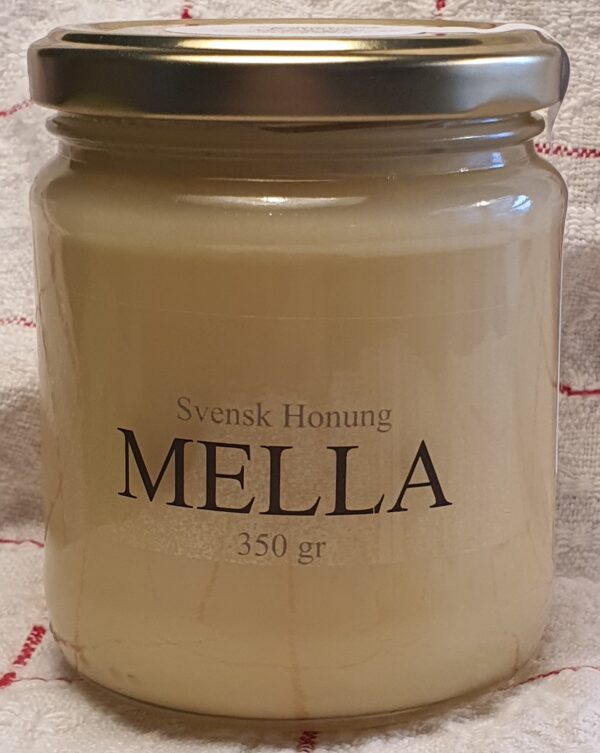 Svensk Honung
MELLA
350 gr